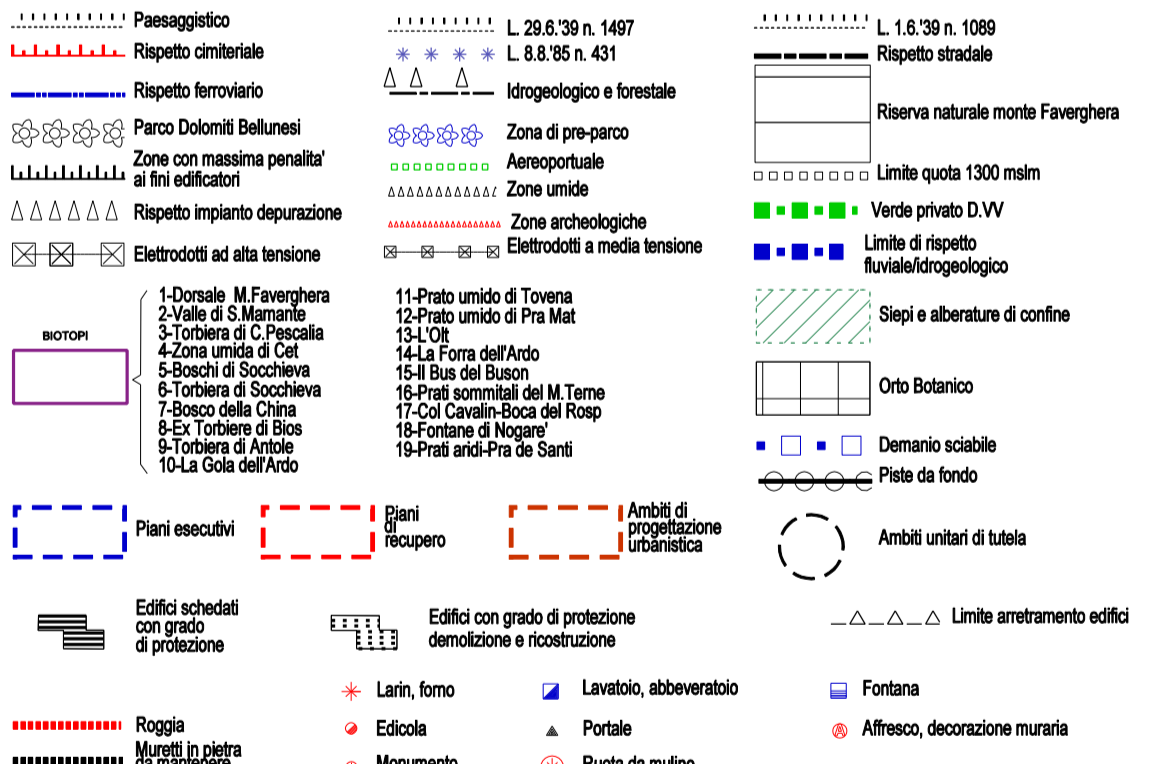 Paesaggistico
Rispetto cimiteriale
Rispetto ferroviario
Parco Dolomiti Bellunesi
Zone con massima penalita'
ai fini edificatori
Rispetto impianto depurazione
Elettrodotti ad alta tensione
L. 29.6.'39 n. 1497
L. 8.8.'85 n. 431
Idrogeologico e forestale
Zona di pre-parco
Aereoportuale
Zone umide
Zone archeologiche
Elettrodotti a media tensione
L. 1.6.'39 n. 1089
Rispetto stradale
Riserva naturale monte Faverghera
Limite quota 1300 mslm
Verde privato D.VV
Limite di rispetto
fluviale/idrogeologico
Siepi e alberature di confine
Orto Botanico
Demanio sciabile
Piste da fondo
Ambiti unitari di tutela
BIOTOPI
1-Dorsale M.Faverghera
2-Valle di S.Mamante
3-Torbiera di C.Pescalia
4-Zona umida di Cet
5-Boschi di Socchieva
6-Torbiera di Socchieva
7-Bosco della China
8-Ex Torbiere di Bios
9-Torbiera di Antole
10-La Gola dell'Ardo
11-Prato umido di Tovena
12-Prato umido di Pra Mat
13-L'Olt
14-La Forra dell'Ardo
15-Il Bus del Buson
16-Prati sommitali del M.Terne
17-Col Cavalin-Boca del Rosp
18-Fontane di Nogare'
19-Prati aridi-Pra de Santi
Piani esecutivi
Piani
di
recupero
Ambiti di
progettazione
urbanistica
Edifici schedati
con grado
di protezione
Edifici con grado di protezione
demolizione e ricostruzione
Limite arretramento edifici
Larin, forno
Lavatoio, abbeveratoio
Fontana
Roggia
Edicola
Portale
A
Affresco, decorazione muraria
Muretti in pietra
da mantenere
Monumento
Ruota da mulino